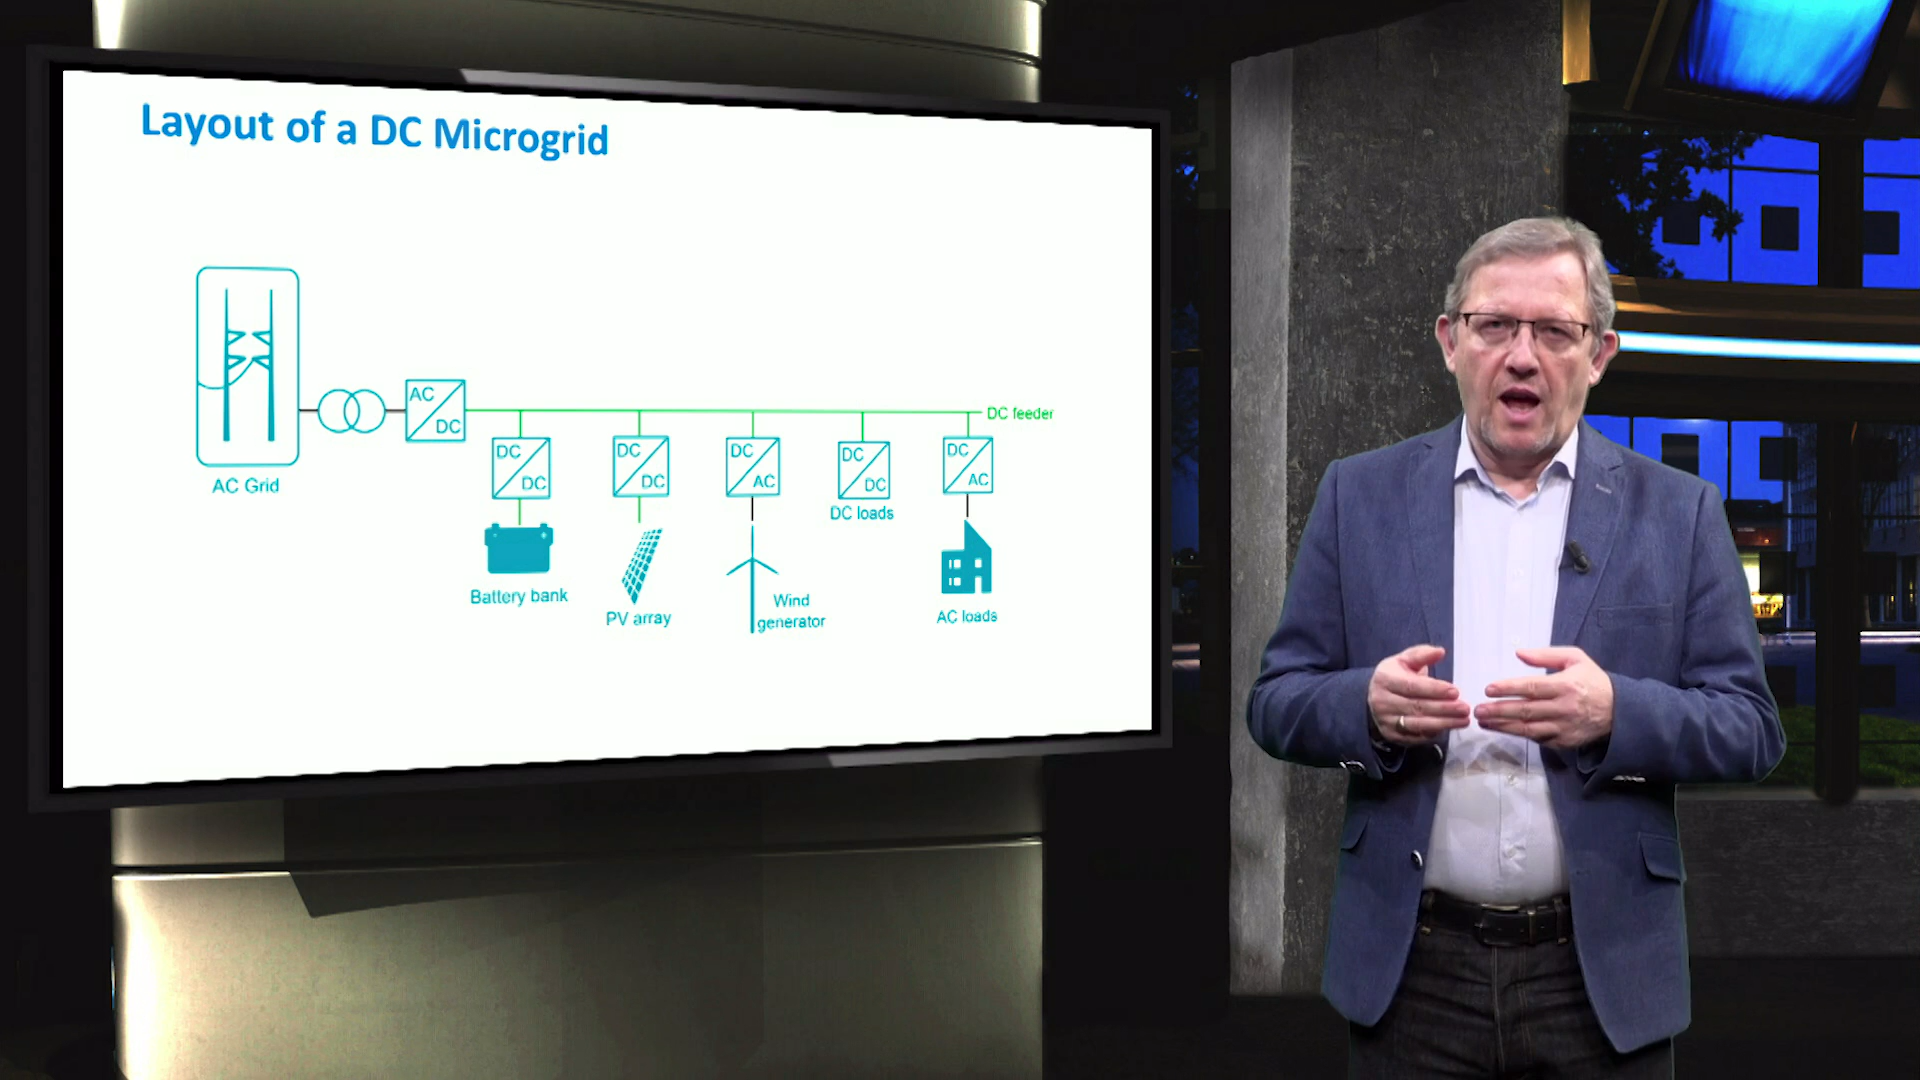 Layout of a DC Microgrid
AC Grid
AC
DC
DC feeder
DC
DC
Battery bank
DC
DC
PV array
DC
AC
Wind
generator
DC
DC
DC loads
DC
AC
AC loads